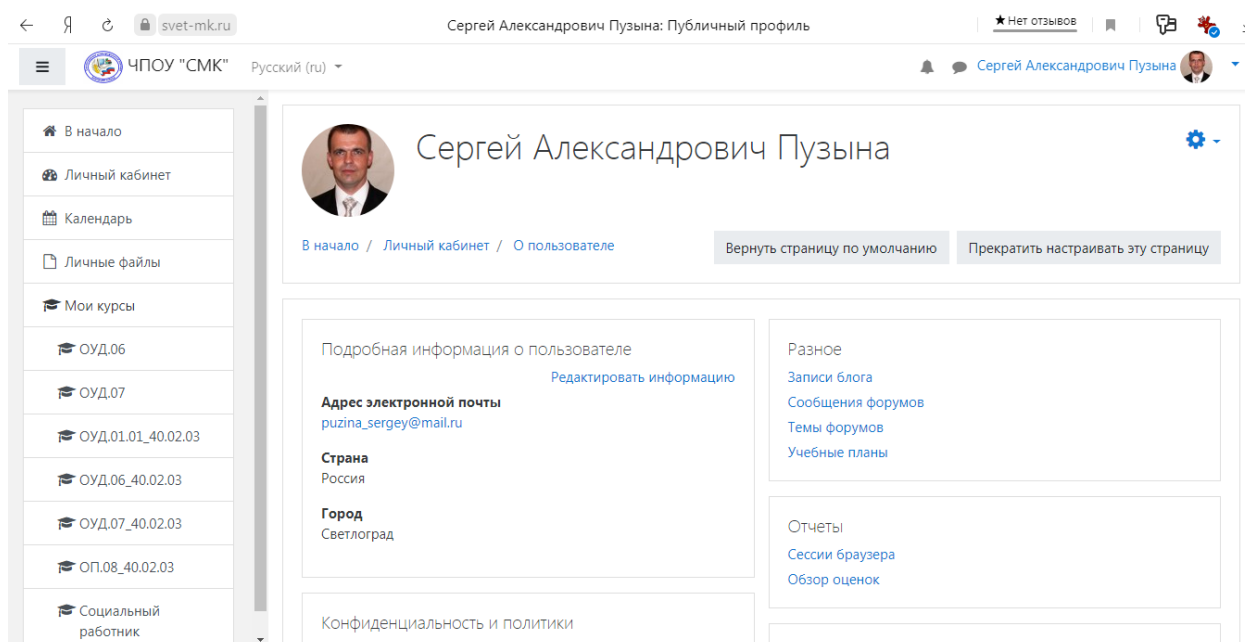 Я svet-mk.ru Сергей Александрович Пузына: Публичный профиль ★ Нет отзывов
ЧПОУ "СМК" Русский (ru) Сергей Александрович Пузына
В начало
Личный кабинет
Календарь
Личные файлы
Мои курсы
ОУД.06
ОУД.07
ОУД.01.01_40.02.03
ОУД.06_40.02.03
ОУД.07_40.02.03
ОП.08_40.02.03
Социальный
работник
Сергей Александрович Пузына
В начало / Личный кабинет / О пользователе
Вернуть страницу по умолчанию
Прекратить настраивать эту страницу
Подробная информация о пользователе
Редактировать информацию
Адрес электронной почты
puzina_sergey@mail.ru
Страна
Россия
Город
Светлоград
Конфиденциальность и политики
Разное
Записи блога
Сообщения форумов
Темы форумов
Учебные планы
Отчеты
Сессии браузера
Обзор оценок